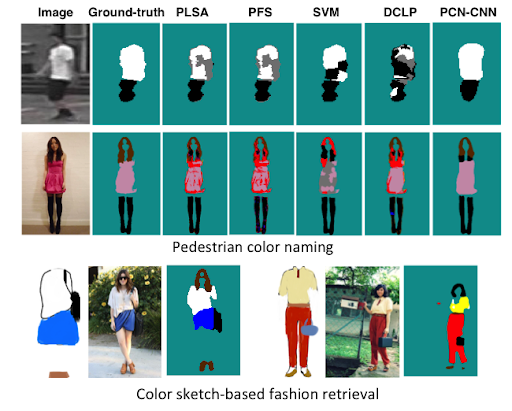 Image Ground-truth PLSA PFS SVM DCLP PCN-CNN
Pedestrian color naming
Color sketch-based fashion retrieval